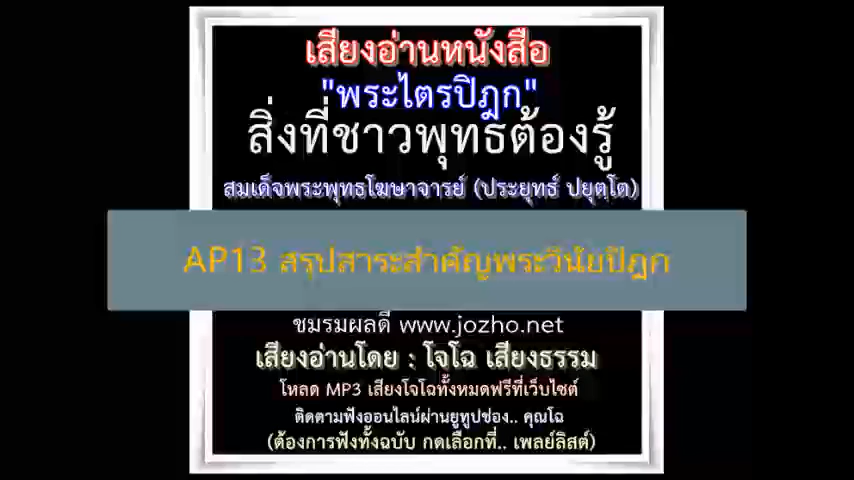 เสียงอ่านหนังสือ
"พระไตรปิฎก"
สิ่งที่ชาวพุทธต้องรู้
สมเด็จพระพุทธโฆษาจารย์ (ประยุทธ์ ปยุตฺโต)
AP13 สรุปสาระสำคัญพระวินัยปิฎก
ชมรมผลดี www.jozho.net
เสียงอ่านโดย : โจโฉ เสียงธรรม
โหลด MP3 เสียงโจโฉทั้งหมดฟรีที่เว็บไซต์
ติดตามฟังออนไลน์ผ่านยูทูปช่อง.. คุณโฉ
(ต้องการฟังทั้งฉบับ กดเลือกที่.. เพลย์ลิสต์)